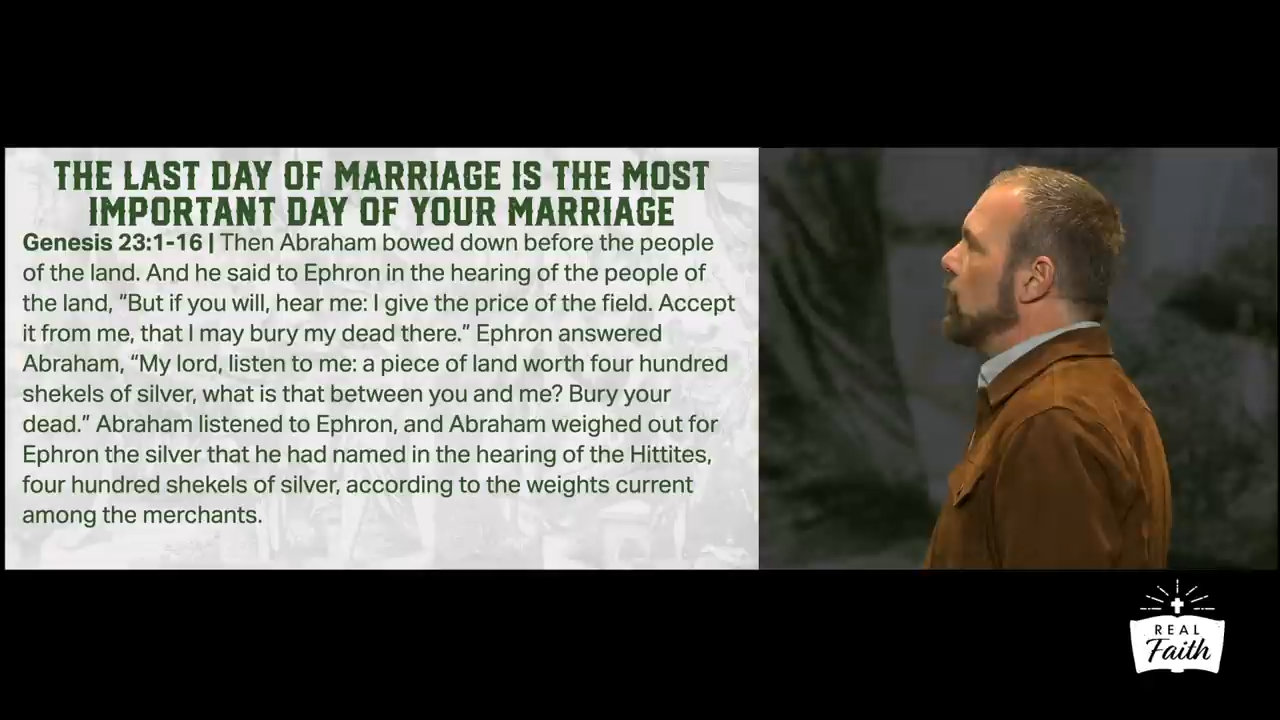 THE LAST DAY OF MARRIAGE IS THE MOST
IMPORTANT DAY OF YOUR MARRIAGE
Genesis 23:1-16 | Then Abraham bowed down before the people
of the land. And he said to Ephron in the hearing of the people of
the land, “But if you will, hear me: I give the price of the field. Accept
it from me, that I may bury my dead there.” Ephron answered
Abraham, “My lord, listen to me: a piece of land worth four hundred
shekels of silver, what is that between you and me? Bury your
dead.” Abraham listened to Ephron, and Abraham weighed out for
Ephron the silver that he had named in the hearing of the Hittites,
four hundred shekels of silver, according to the weights current
among the merchants.
REAL
Faith